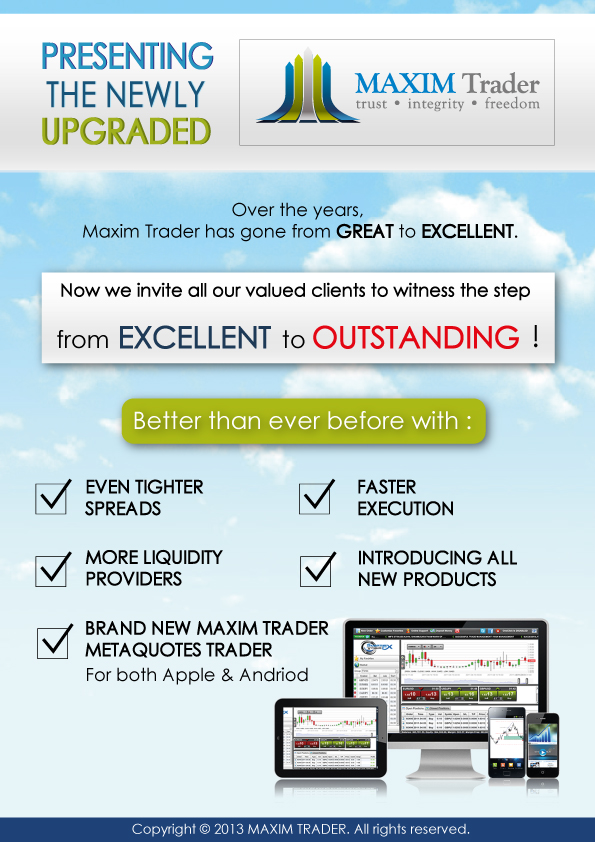 PRESENTING
THE NEWLY
UPGRADED
MAXIM Trader
trust • integrity • freedom
Over the years,
Maxim Trader has gone from GREAT to EXCELLENT.
Now we invite all our valued clients to witness the step
from EXCELLENT to OUTSTANDING !
Better than ever before with :
EVEN TIGHTER
SPREADS
FASTER
EXECUTION
MORE LIQUIDITY
PROVIDERS
INTRODUCING ALL
NEW PRODUCTS
BRAND NEW MAXIM TRADER
METAQUOTES TRADER
For both Apple & Andriod
Copyright © 2013 MAXIM TRADER. All rights reserved.